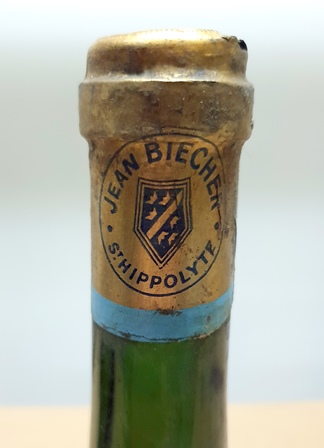 JEAN BIECHER
ST HIPPOLYTE